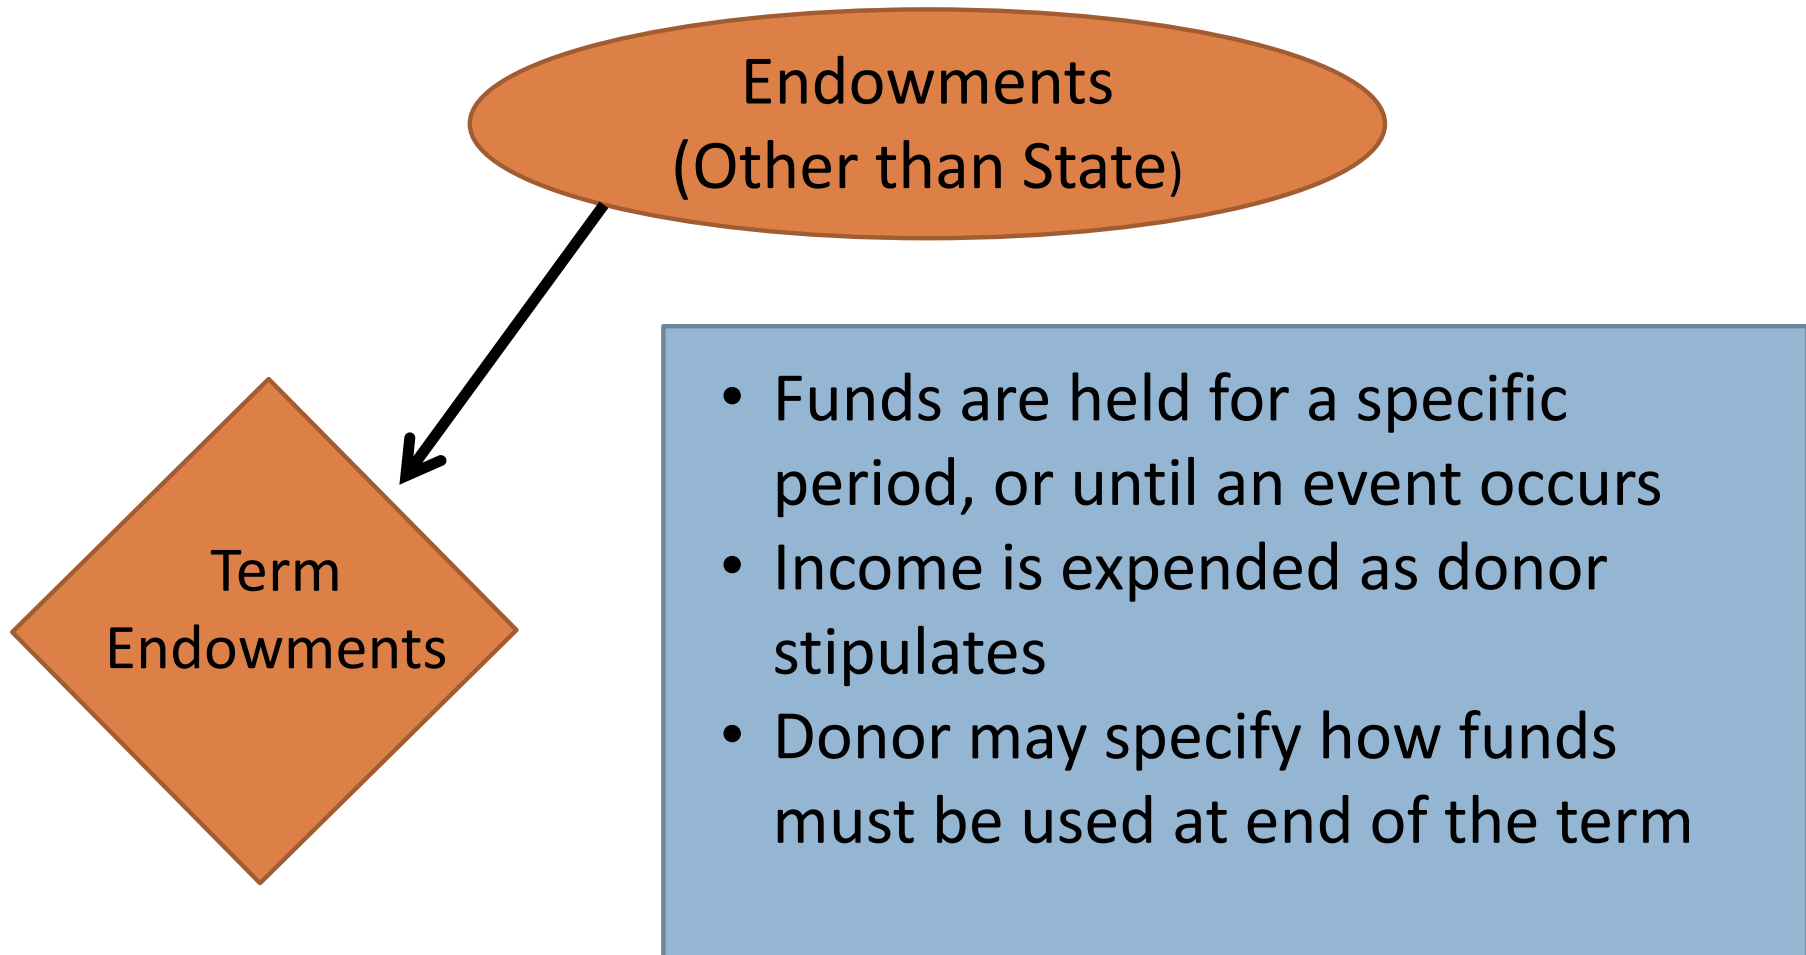 Endowments
(Other than State)
Term
Endowments
• Funds are held for a specific
period, or until an event occurs
• Income is expended as donor
stipulates
• Donor may specify how funds
must be used at end of the term